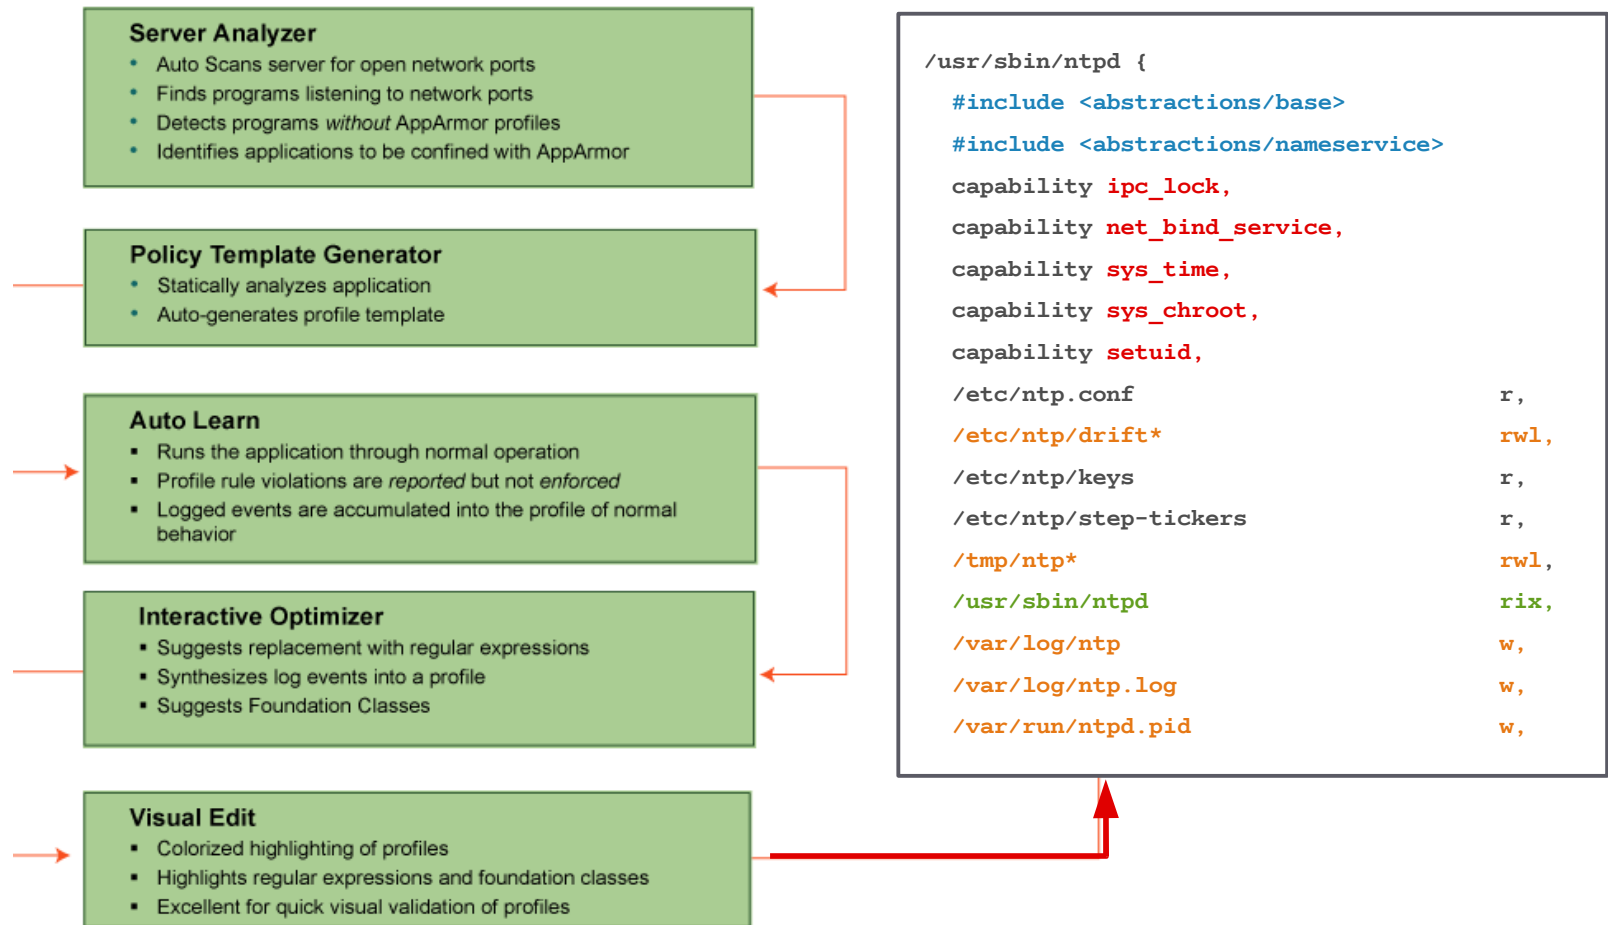 Server Analyzer
• Auto Scans server for open network ports
• Finds programs listening to network ports
• Detects programs without AppArmor profiles
• Identifies applications to be confined with AppArmor
Policy Template Generator
• Statically analyzes application
• Auto-generates profile template
Auto Learn
▪ Runs the application through normal operation
▪ Profile rule violations are reported but not enforced
▪ Logged events are accumulated into the profile of normal
behavior
Interactive Optimizer
▪ Suggests replacement with regular expressions
▪ Synthesizes log events into a profile
▪ Suggests Foundation Classes
Visual Edit
▪ Colorized highlighting of profiles
▪ Highlights regular expressions and foundation classes
▪ Excellent for quick visual validation of profiles
/usr/sbin/ntpd {
#include <abstractions/base>
#include <abstractions/nameservice>
capability ipc_lock,
capability net_bind_service,
capability sys_time,
capability sys_chroot,
capability setuid,
/etc/ntp.conf r,
/etc/ntp/drift* rwl,
/etc/ntp/keys r,
/etc/ntp/step-tickers r,
/tmp/ntp* rwl,
/usr/sbin/ntpd rix,
/var/log/ntp w,
/var/log/ntp.log w,
/var/run/ntpd.pid w,